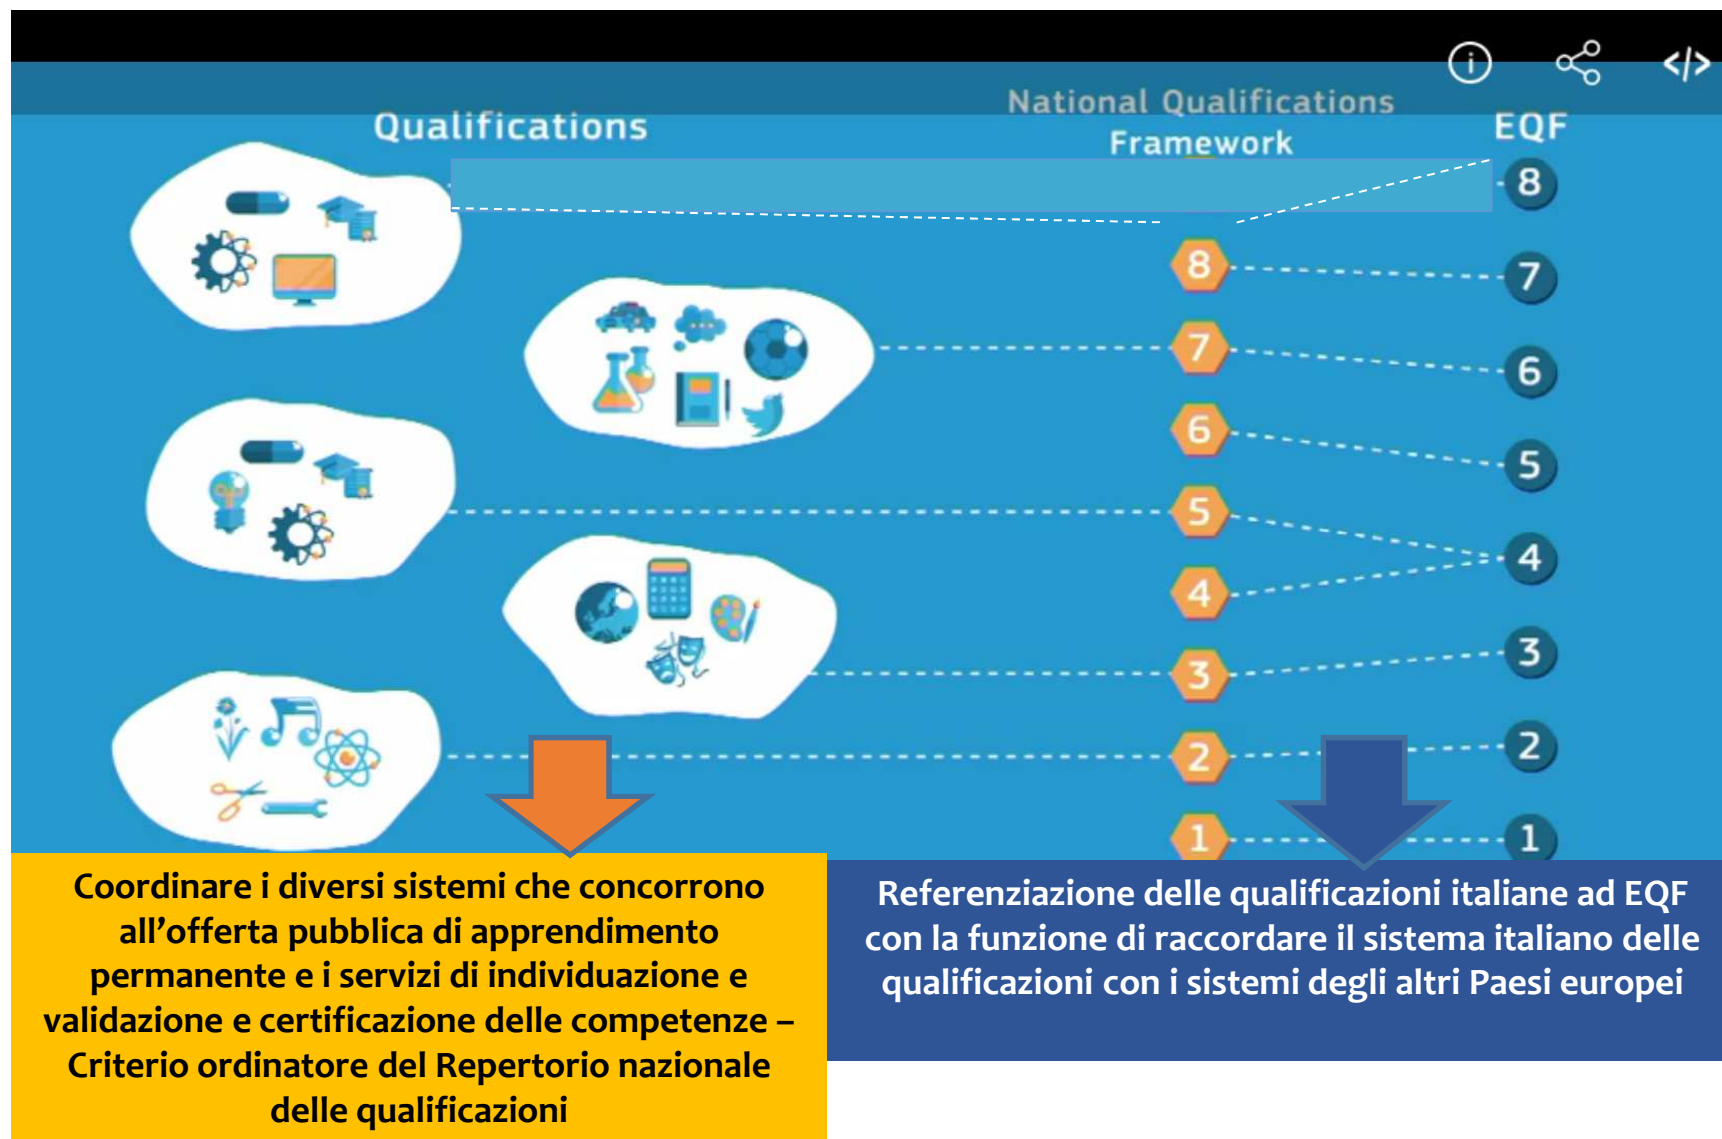 National Qualifications
Framework
Qualifications
EQF
8
8
7
7
6
6
5
5
4
4
3
3
2
2
1
1
Coordinare i diversi sistemi che concorrono
all’offerta pubblica di apprendimento
permanente e i servizi di individuazione e
validazione e certificazione delle competenze –
Criterio ordinatore del Repertorio nazionale
delle qualificazioni
Referenziazione delle qualificazioni italiane ad EQF
con la funzione di raccordare il sistema italiano delle
qualificazioni con i sistemi degli altri Paesi europei